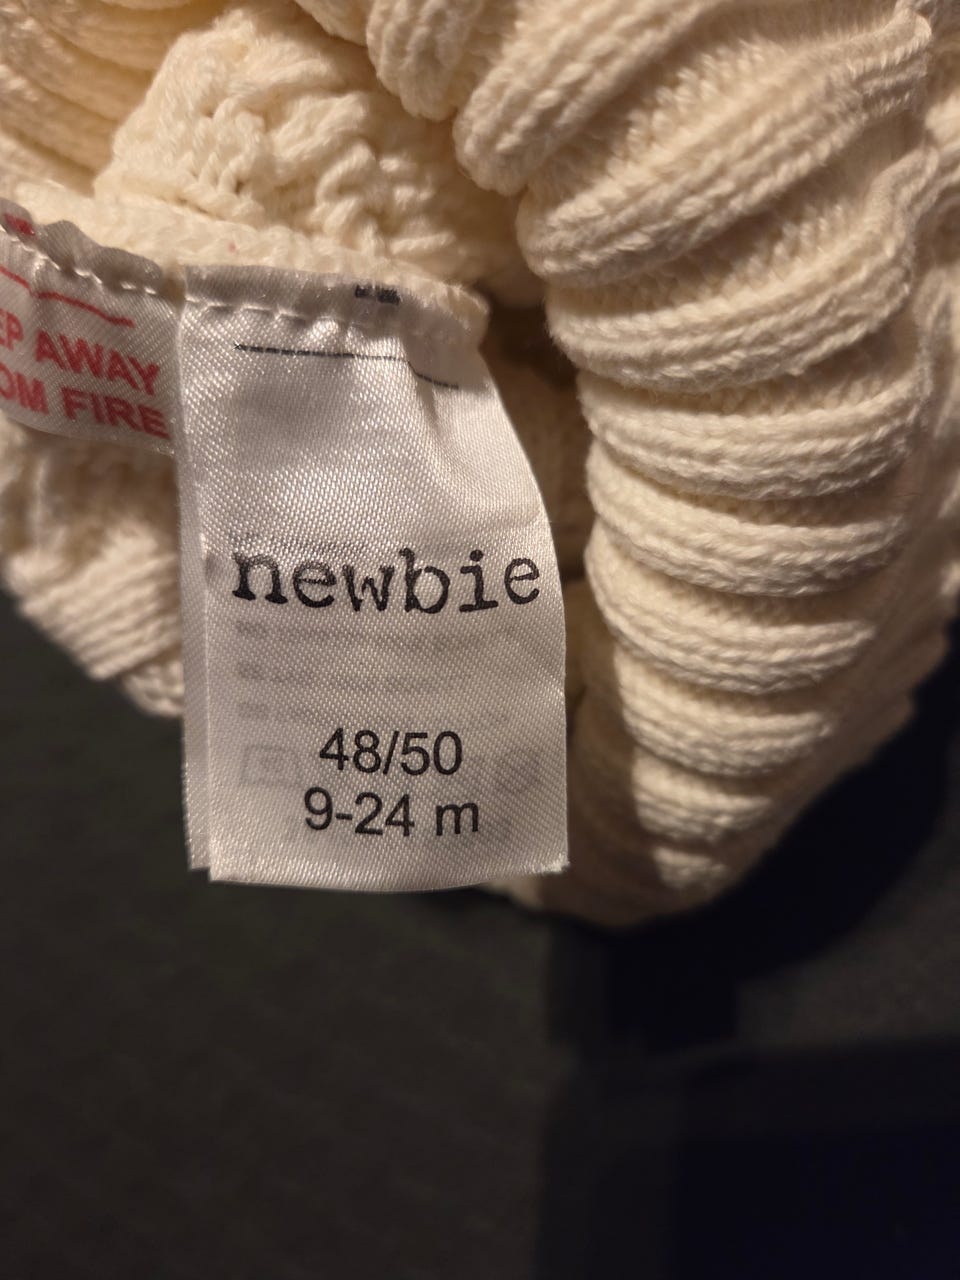 EP AWAY
OM FIRE
newbie
48/50
9-24 m